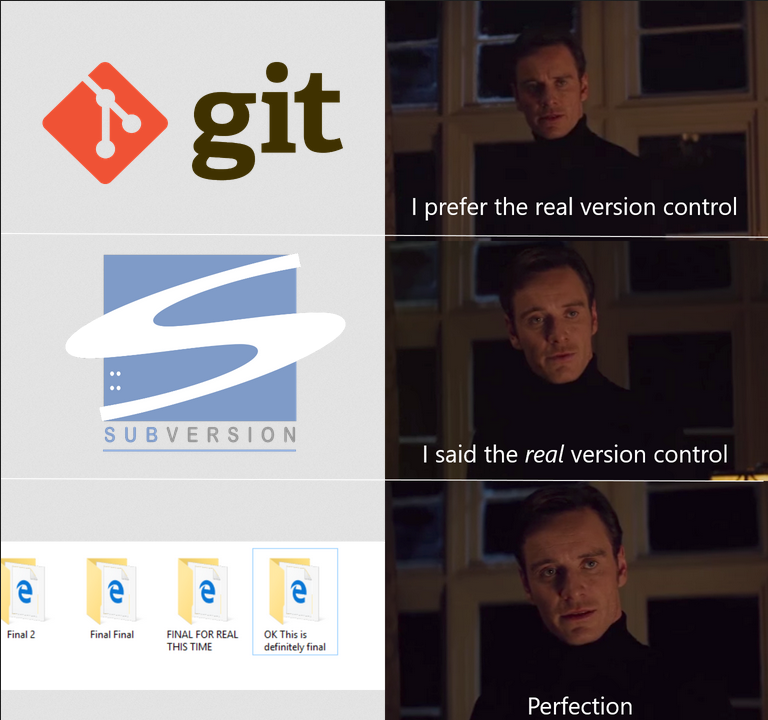 git
I prefer the real version control
SUBVERSION
I said the real version control
Final 2
Final Final
FINAL FOR REAL
THIS TIME
OK This is
definitely final
Perfection